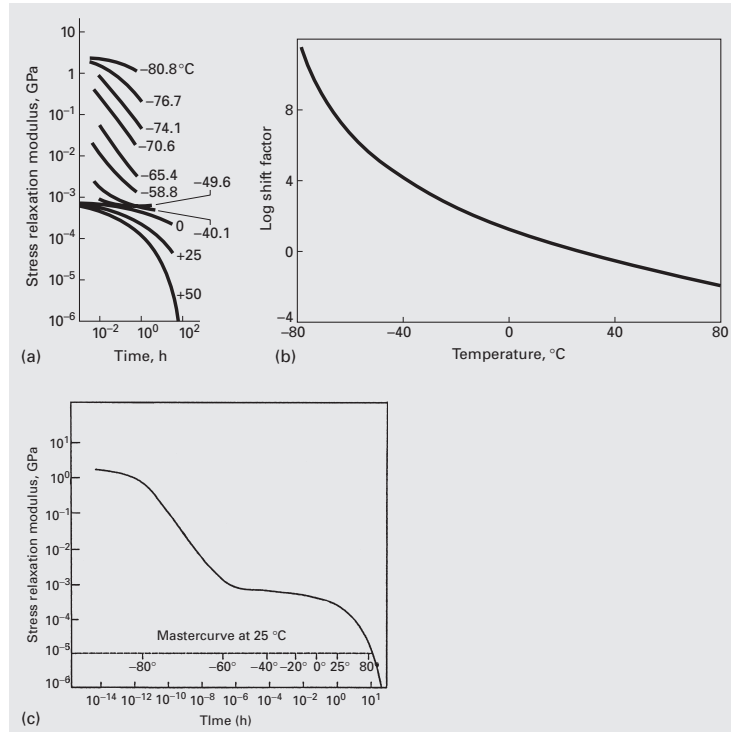 10
1
10⁻¹
10⁻²
10⁻³
10⁻⁴
10⁻⁵
10⁻⁶
Stress relaxation modulus, GPa
−80.8°C
−76.7
−74.1
−70.6
−65.4
−58.8
−49.6
−40.1
0
+25
+50
10⁻² 10⁰ 10²
Time, h
(a)
(b)
Log shift factor
8
4
0
−4
−80 −40 0 40 80
Temperature, °C
10¹
10⁰
10⁻¹
10⁻²
10⁻³
10⁻⁴
10⁻⁵
10⁻⁶
Stress relaxation modulus, GPa
Mastercurve at 25 °C
−80° −60° −40° −20° 0° 25° 80°
10⁻¹⁴ 10⁻¹² 10⁻¹⁰ 10⁻⁸ 10⁻⁶ 10⁻⁴ 10⁻² 10⁰ 10¹
TIme (h)
(c)